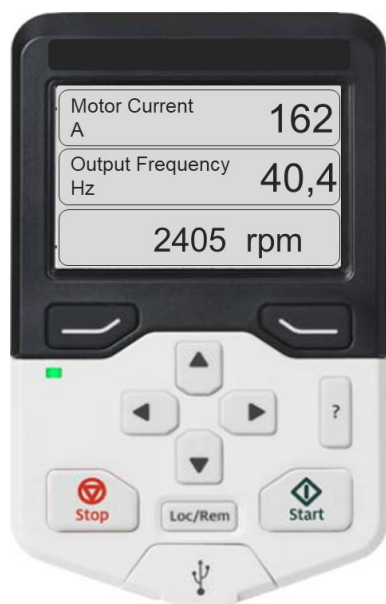 Motor Current
A
162
Output Frequency
Hz
40,4
2405 rpm
?
Stop
Loc/Rem
Start